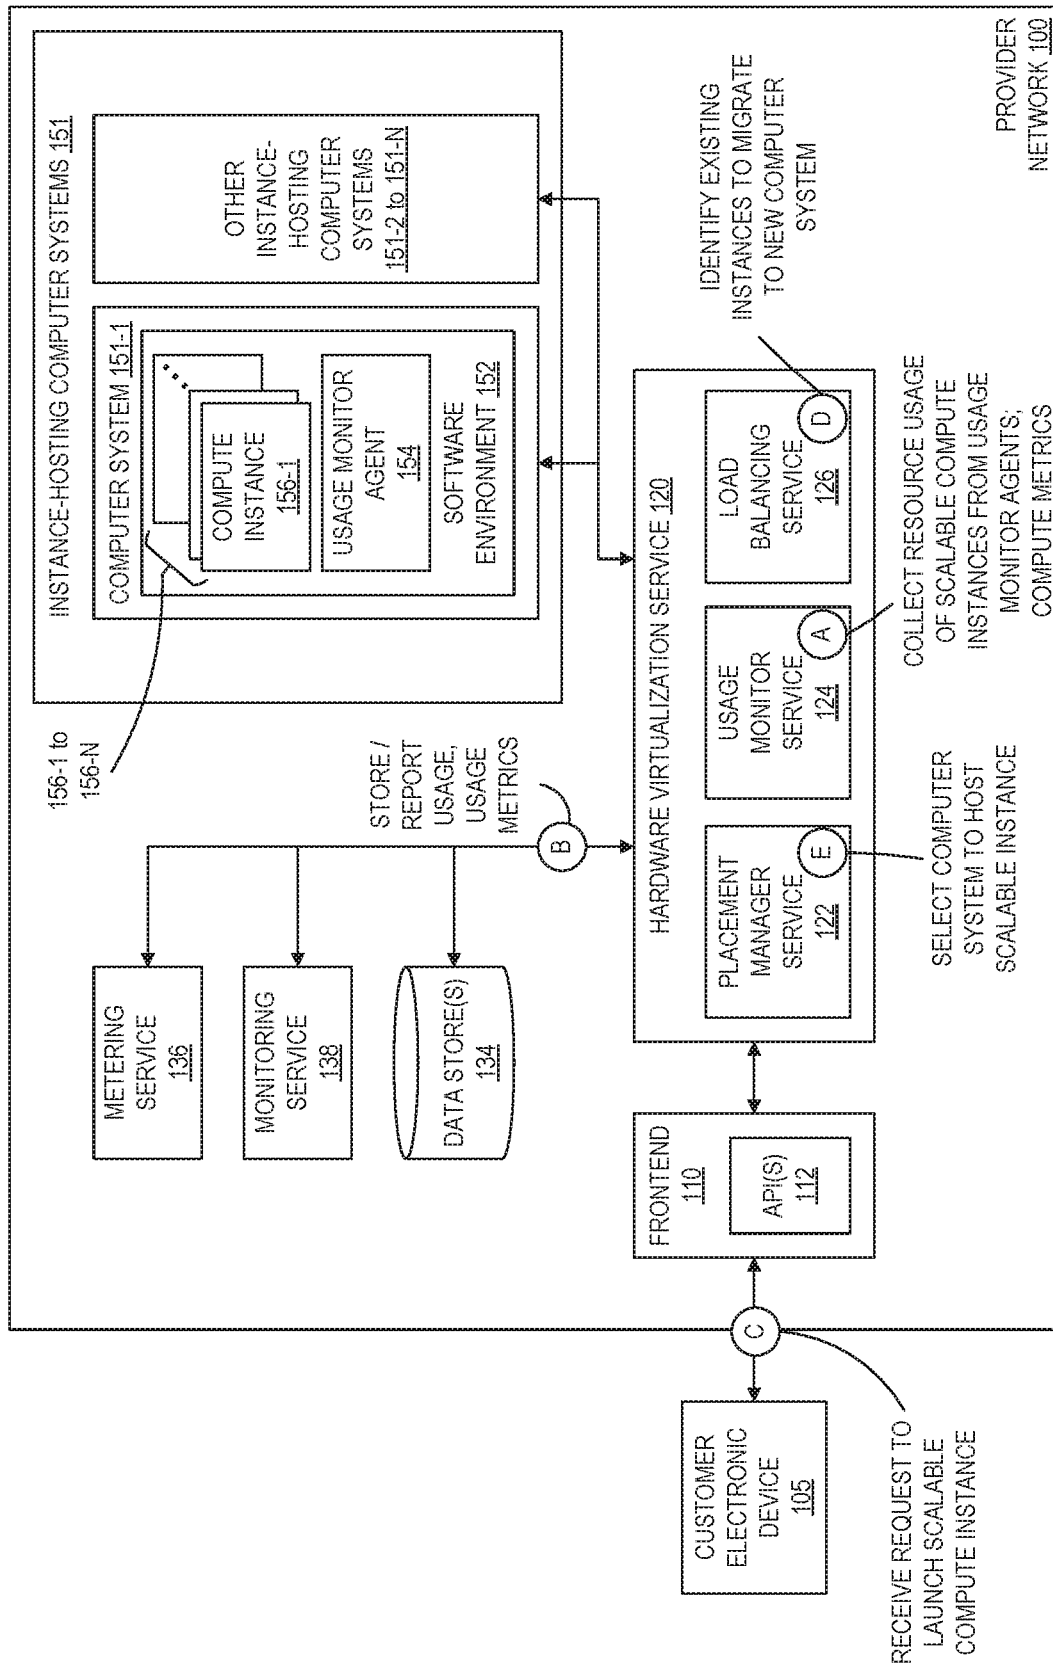 INSTANCE-HOSTING COMPUTER SYSTEMS 151
COMPUTER SYSTEM 151-1
COMPUTE
INSTANCE
156-1
USAGE MONITOR
AGENT
154
SOFTWARE
ENVIRONMENT 152
OTHER
INSTANCE-
HOSTING
COMPUTER
SYSTEMS
151-2 to 151-N
156-1 to
156-N
METERING
SERVICE
136
MONITORING
SERVICE
138
DATA STORE(S)
134
STORE /
REPORT
USAGE,
USAGE
METRICS
B
HARDWARE VIRTUALIZATION SERVICE 120
PLACEMENT
MANAGER
SERVICE
122
E
USAGE
MONITOR
SERVICE
124
A
LOAD
BALANCING
SERVICE
126
D
IDENTIFY EXISTING
INSTANCES TO MIGRATE
TO NEW COMPUTER
SYSTEM
FRONTEND
110
API(S)
112
C
CUSTOMER
ELECTRONIC
DEVICE
105
RECEIVE REQUEST TO
LAUNCH SCALABLE
COMPUTE INSTANCE
SELECT COMPUTER
SYSTEM TO HOST
SCALABLE INSTANCE
COLLECT RESOURCE USAGE
OF SCALABLE COMPUTE
INSTANCES FROM USAGE
MONITOR AGENTS;
COMPUTE METRICS
PROVIDER
NETWORK 100